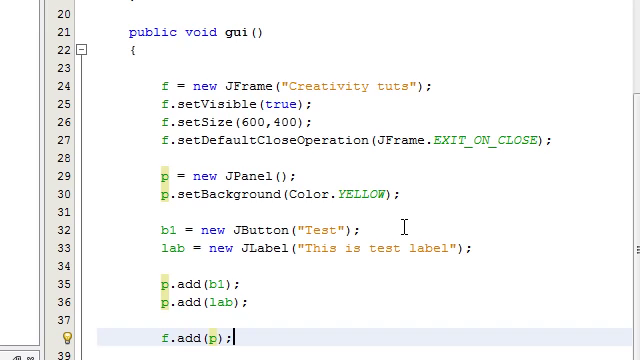 20
21 public void gui()
22 {
23
24 f = new JFrame("Creativity tuts");
25 f.setVisible(true);
26 f.setSize(600,400);
27 f.setDefaultCloseOperation(JFrame.EXIT_ON_CLOSE);
28
29 p = new JPanel();
30 p.setBackground(Color.YELLOW);
31
32 b1 = new JButton("Test");
33 lab = new JLabel("This is test label");
34
35 p.add(b1);
36 p.add(lab);
37
f.add(p);
39